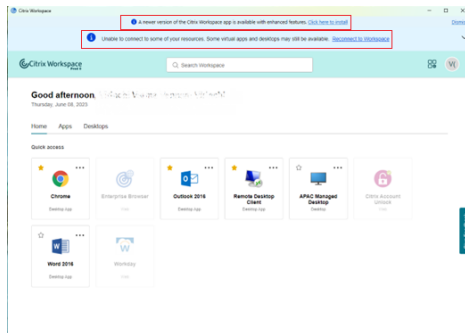 Citrix Workspace
A newer version of the Citrix Workspace app is available with enhanced features. Click here to install
Unable to connect to some of your resources. Some virtual apps and desktops may still be available. Reconnect to Workspace
Citrix Workspace
Search Workspace
Good afternoon,
Thursday, June 08, 2023
Home Apps Desktops
Quick access
Chrome
Desktop App
Enterprise Browser
Outlook 2016
Desktop App
Remote Desktop
Client
Desktop App
APAC Managed
Desktop
Desktop
Citrix Account
Unlock
Word 2016
Desktop App
Workday